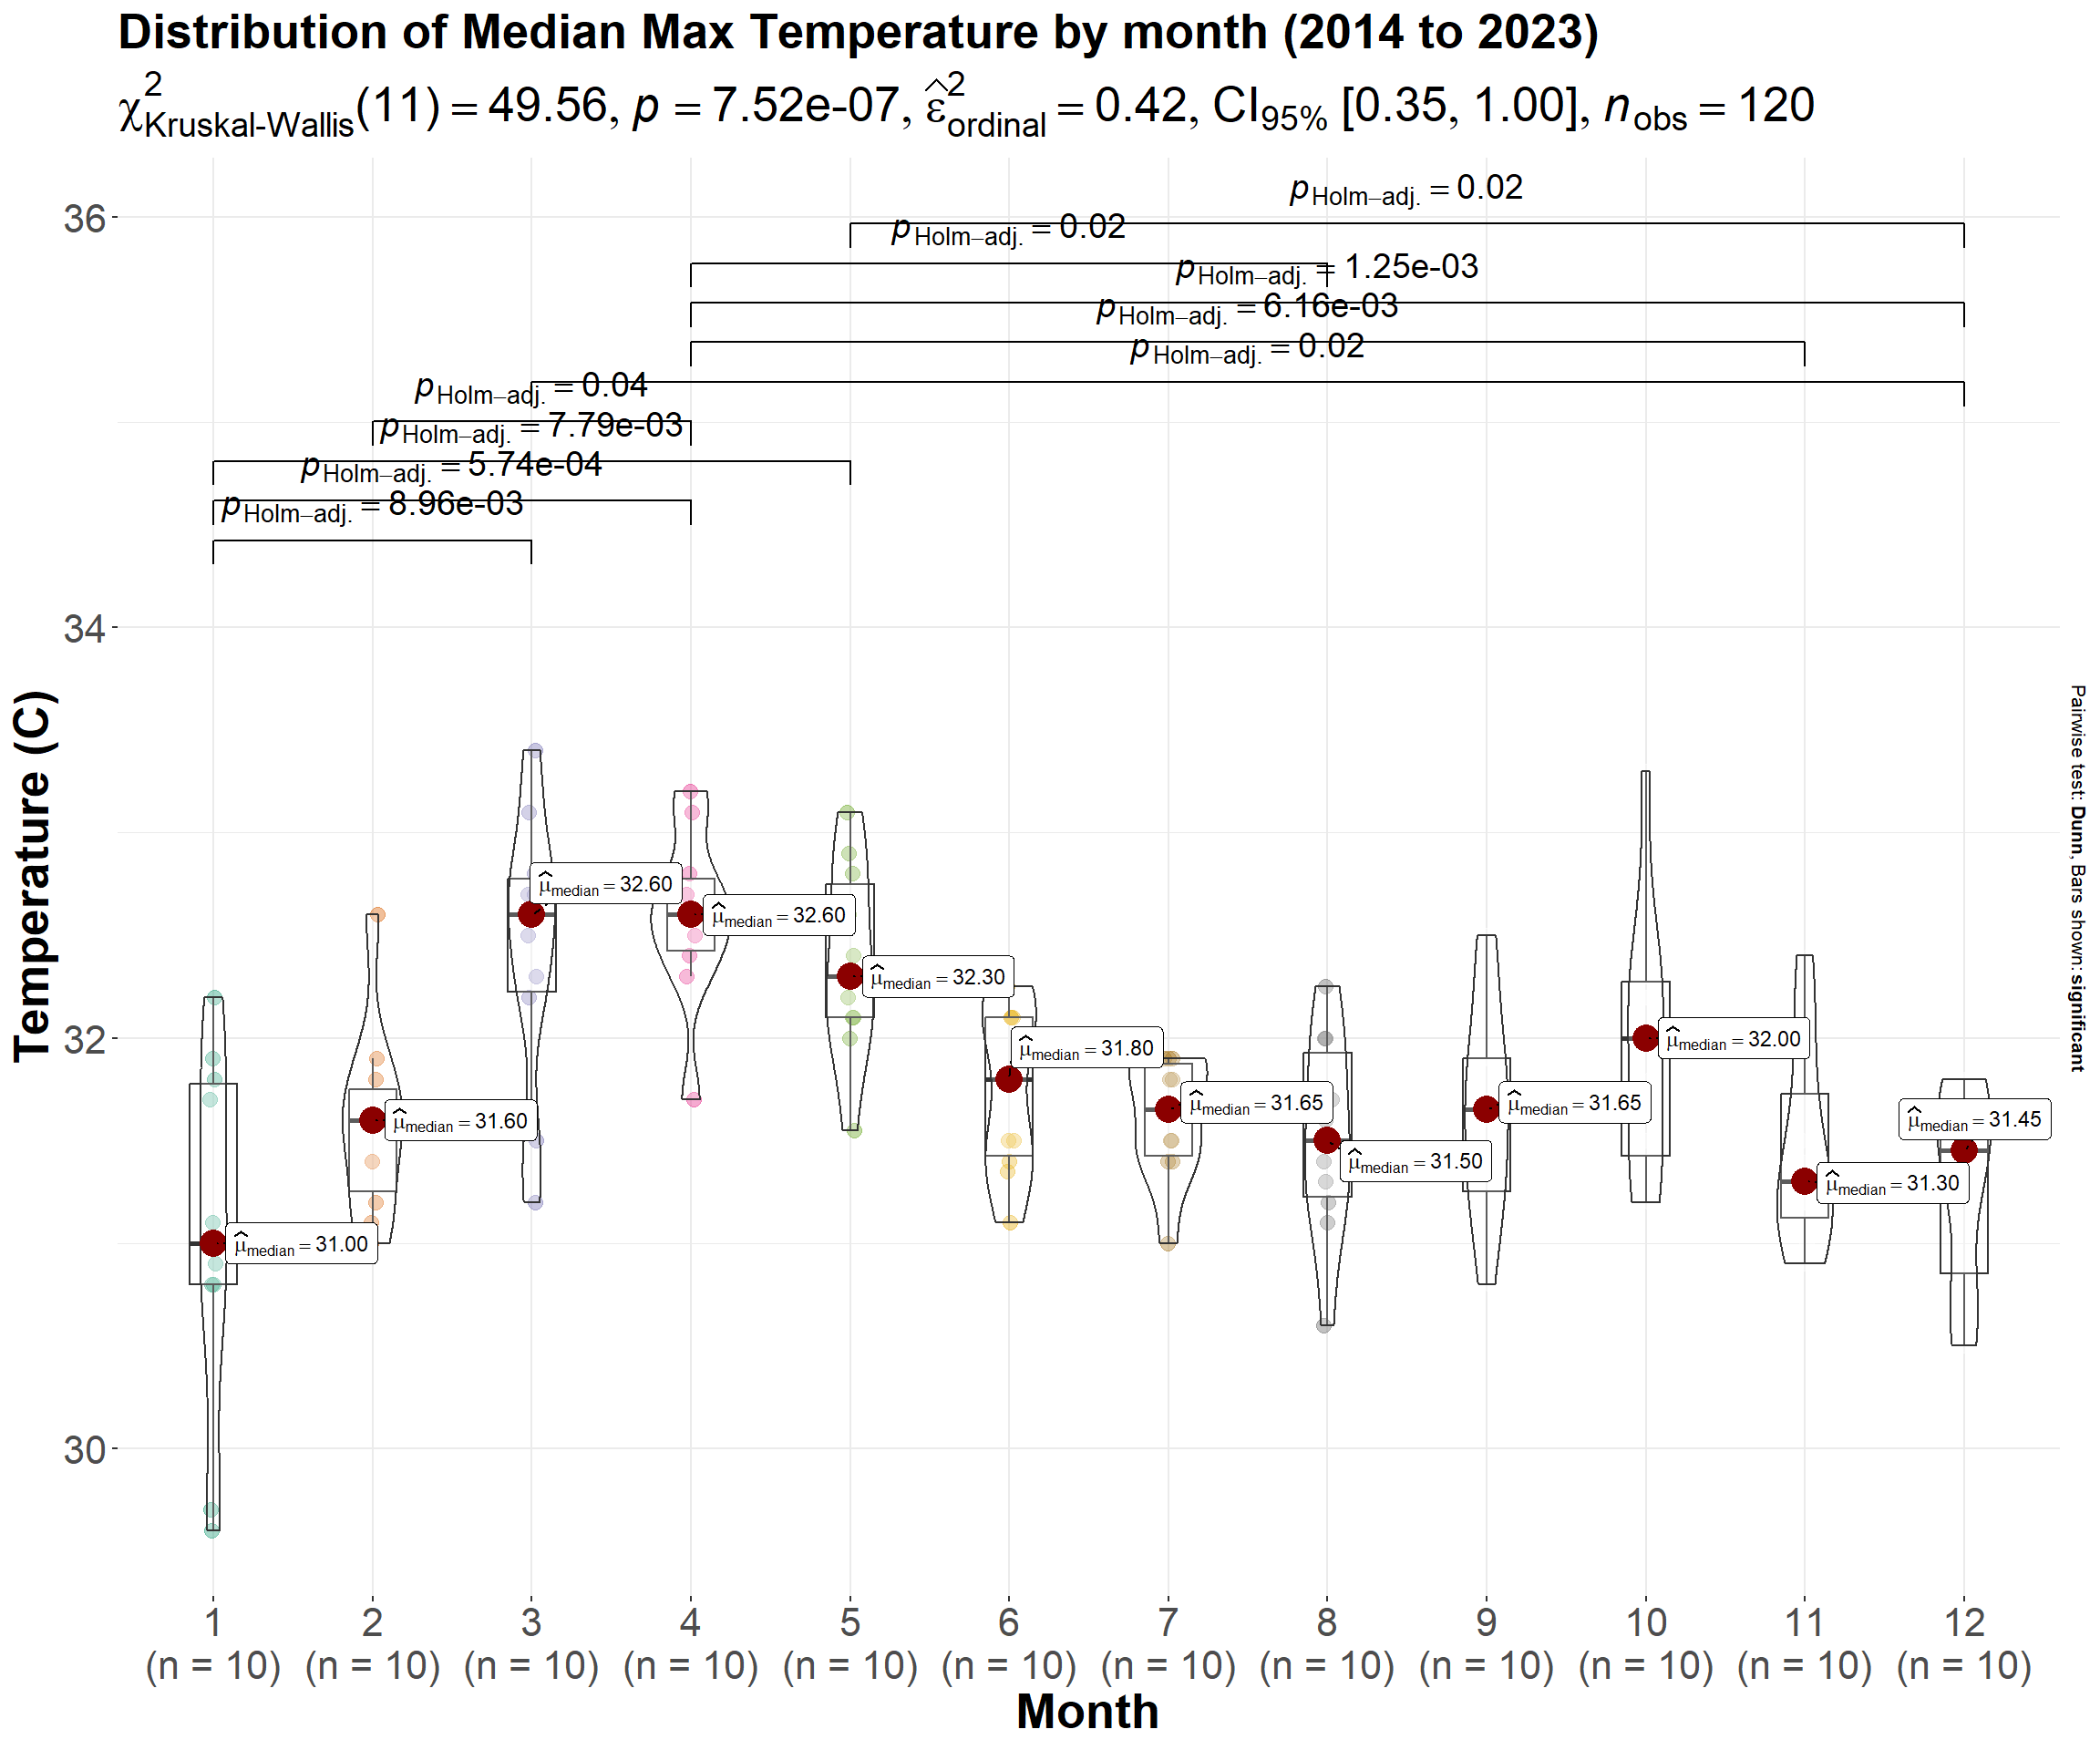 Distribution of Median Max Temperature by month (2014 to 2023)
χ²Kruskal-Wallis(11) = 49.56, p = 7.52e-07, ε̂²ordinal = 0.42, CI95% [0.35, 1.00], nobs = 120
pHolm–adj. = 0.02
pHolm–adj. = 0.02
pHolm–adj. = 1.25e-03
pHolm–adj. = 6.16e-03
pHolm–adj. = 0.02
pHolm–adj. = 0.04
pHolm–adj. = 7.79e-03
pHolm–adj. = 5.74e-04
pHolm–adj. = 8.96e-03
36
34
32
30
Temperature (C)
μ̂median = 31.00
μ̂median = 31.60
μ̂median = 32.60
μ̂median = 32.60
μ̂median = 32.30
μ̂median = 31.80
μ̂median = 31.65
μ̂median = 31.50
μ̂median = 31.65
μ̂median = 32.00
μ̂median = 31.30
μ̂median = 31.45
Pairwise test: Dunn, Bars shown: significant
1 2 3 4 5 6 7 8 9 10 11 12
(n = 10) (n = 10) (n = 10) (n = 10) (n = 10) (n = 10) (n = 10) (n = 10) (n = 10) (n = 10) (n = 10) (n = 10)
Month